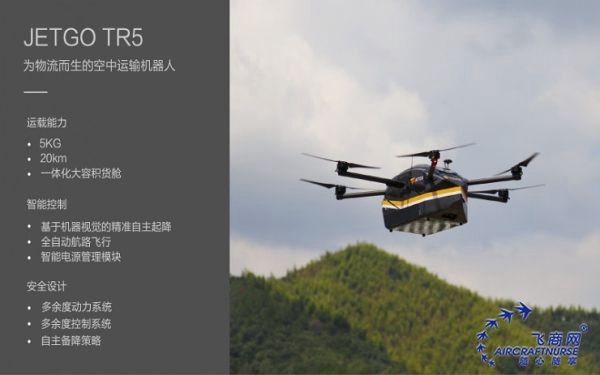 JETGO TR5
为物流而生的空中运输机器人
运载能力
• 5KG
• 20km
• 一体化大容积货舱
智能控制
• 基于机器视觉的精准自主起降
• 全自动航路飞行
• 智能电源管理模块
安全设计
• 多余度动力系统
• 多余度控制系统
• 自主备降策略
飞商网
AIRCRAFTNURSE
随心随享